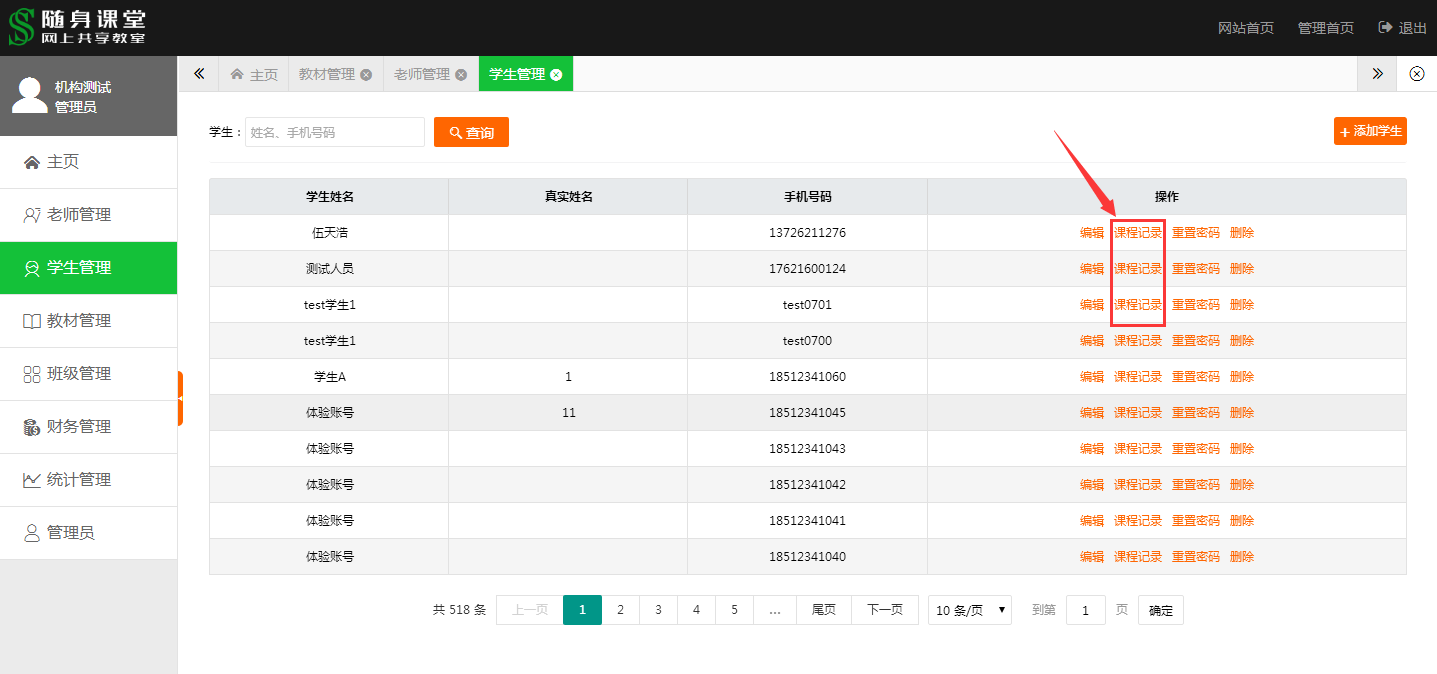 随身课堂
网上共享教室
网站首页 管理首页 退出
机构测试
管理员
主页 教材管理 老师管理 学生管理
主页
老师管理
学生管理
教材管理
班级管理
财务管理
统计管理
管理员
学生： 姓名、手机号码 查询 添加学生
学生姓名 真实姓名 手机号码 操作
伍天浩 13726211276 编辑 课程记录 重置密码 删除
测试人员 17621600124 编辑 课程记录 重置密码 删除
test学生1 test0701 编辑 课程记录 重置密码 删除
test学生1 test0700 编辑 课程记录 重置密码 删除
学生A 1 18512341060 编辑 课程记录 重置密码 删除
体验账号 11 18512341045 编辑 课程记录 重置密码 删除
体验账号 18512341043 编辑 课程记录 重置密码 删除
体验账号 18512341042 编辑 课程记录 重置密码 删除
体验账号 18512341041 编辑 课程记录 重置密码 删除
体验账号 18512341040 编辑 课程记录 重置密码 删除
共 518 条 上一页 1 2 3 4 5 ... 尾页 下一页 10 条/页 到第 1 页 确定